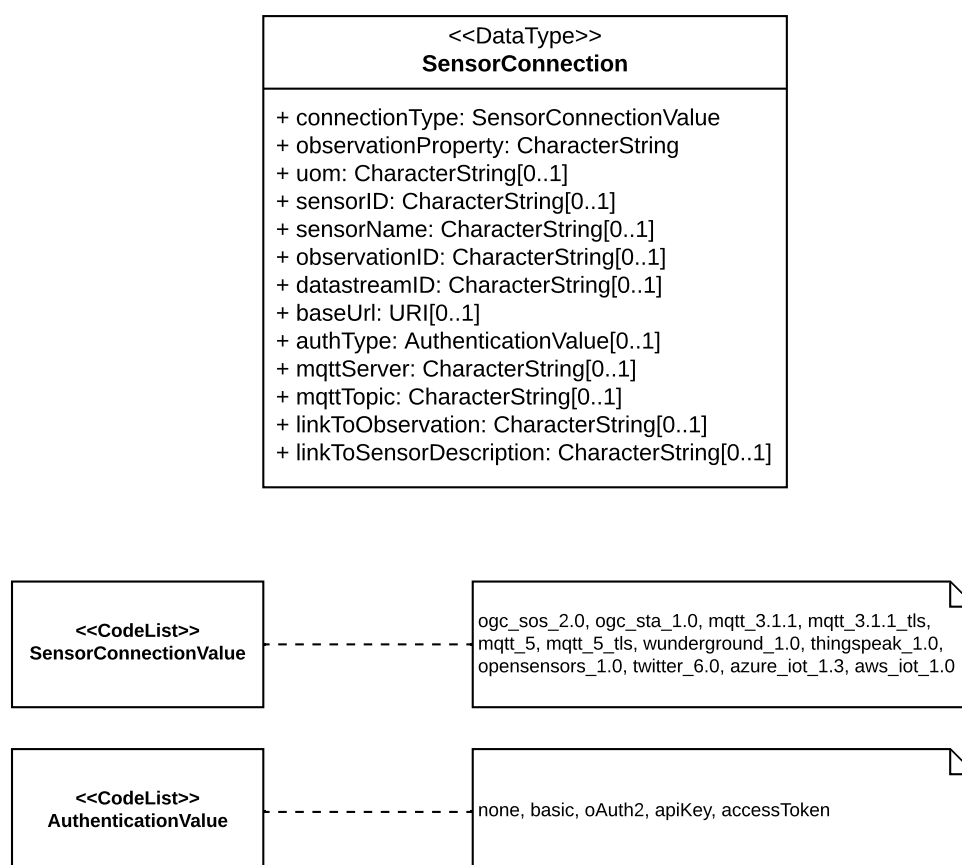 <<DataType>>
SensorConnection
+ connectionType: SensorConnectionValue
+ observationProperty: CharacterString
+ uom: CharacterString[0..1]
+ sensorID: CharacterString[0..1]
+ sensorName: CharacterString[0..1]
+ observationID: CharacterString[0..1]
+ datastreamID: CharacterString[0..1]
+ baseUrl: URI[0..1]
+ authType: AuthenticationValue[0..1]
+ mqttServer: CharacterString[0..1]
+ mqttTopic: CharacterString[0..1]
+ linkToObservation: CharacterString[0..1]
+ linkToSensorDescription: CharacterString[0..1]
<<CodeList>>
SensorConnectionValue
ogc_sos_2.0, ogc_sta_1.0, mqtt_3.1.1, mqtt_3.1.1_tls,
mqtt_5, mqtt_5_tls, wunderground_1.0, thingspeak_1.0,
opensensors_1.0, twitter_6.0, azure_iot_1.3, aws_iot_1.0
<<CodeList>>
AuthenticationValue
none, basic, oAuth2, apiKey, accessToken